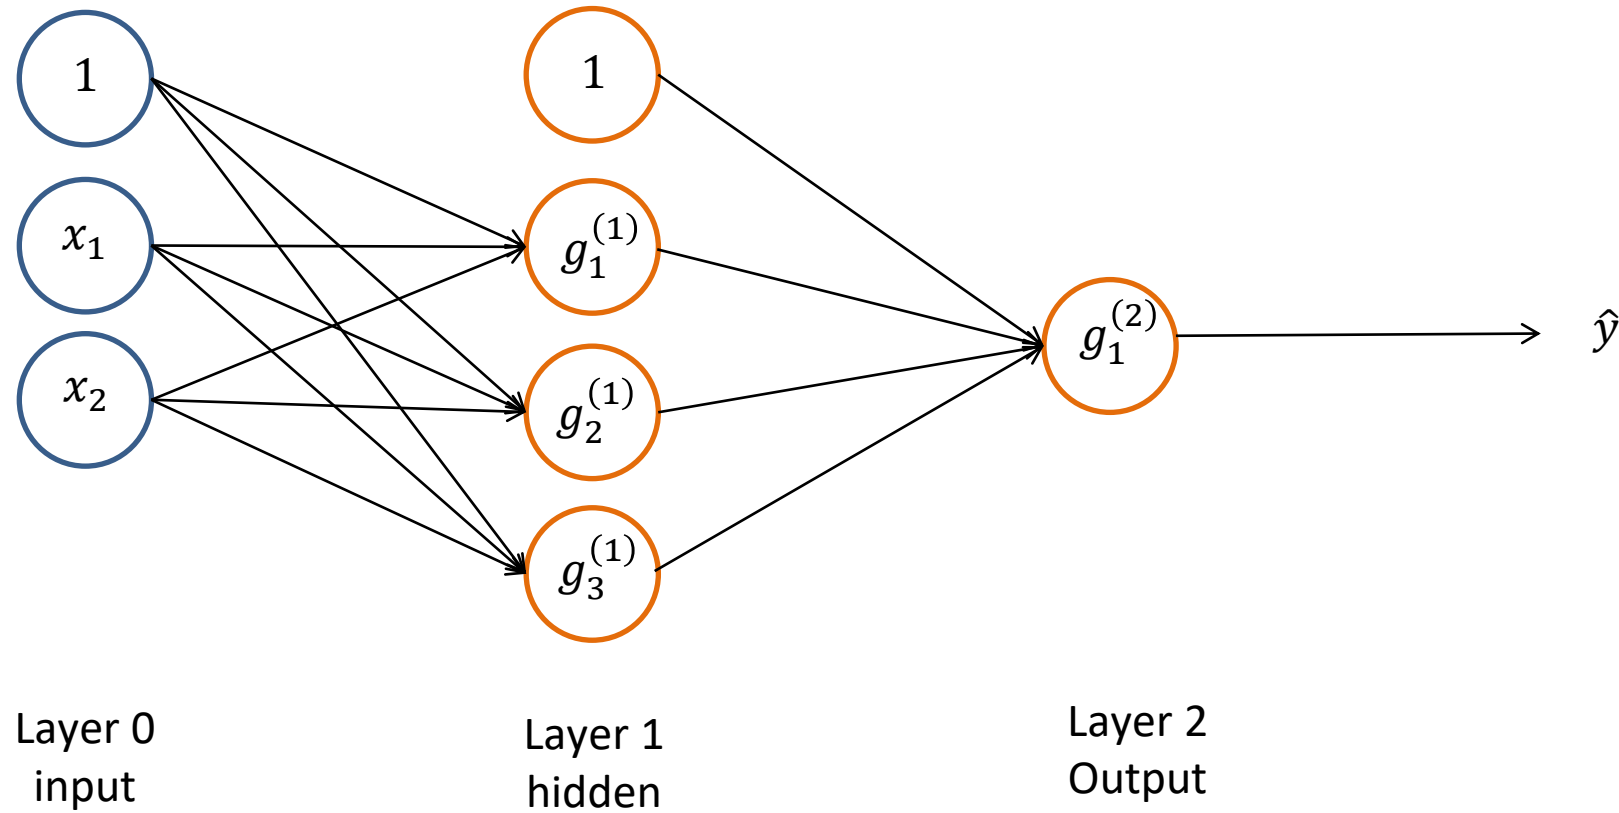 1
x₁
x₂
1
g₁⁽¹⁾
g₂⁽¹⁾
g₃⁽¹⁾
g₁⁽²⁾
ŷ
Layer 0
input
Layer 1
hidden
Layer 2
Output